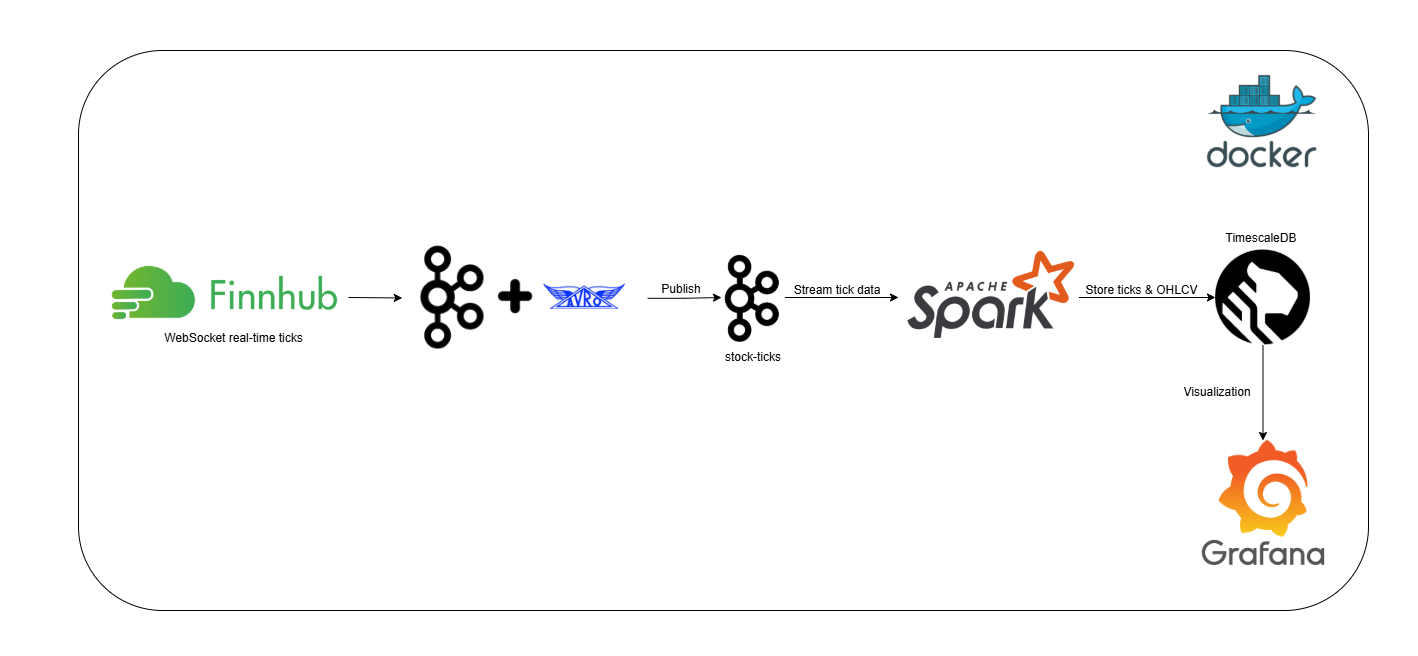 docker
TimescaleDB
Finnhub
WebSocket real-time ticks
AVRO
Publish
stock-ticks
Stream tick data
APACHE
Spark
Store ticks & OHLCV
Visualization
Grafana